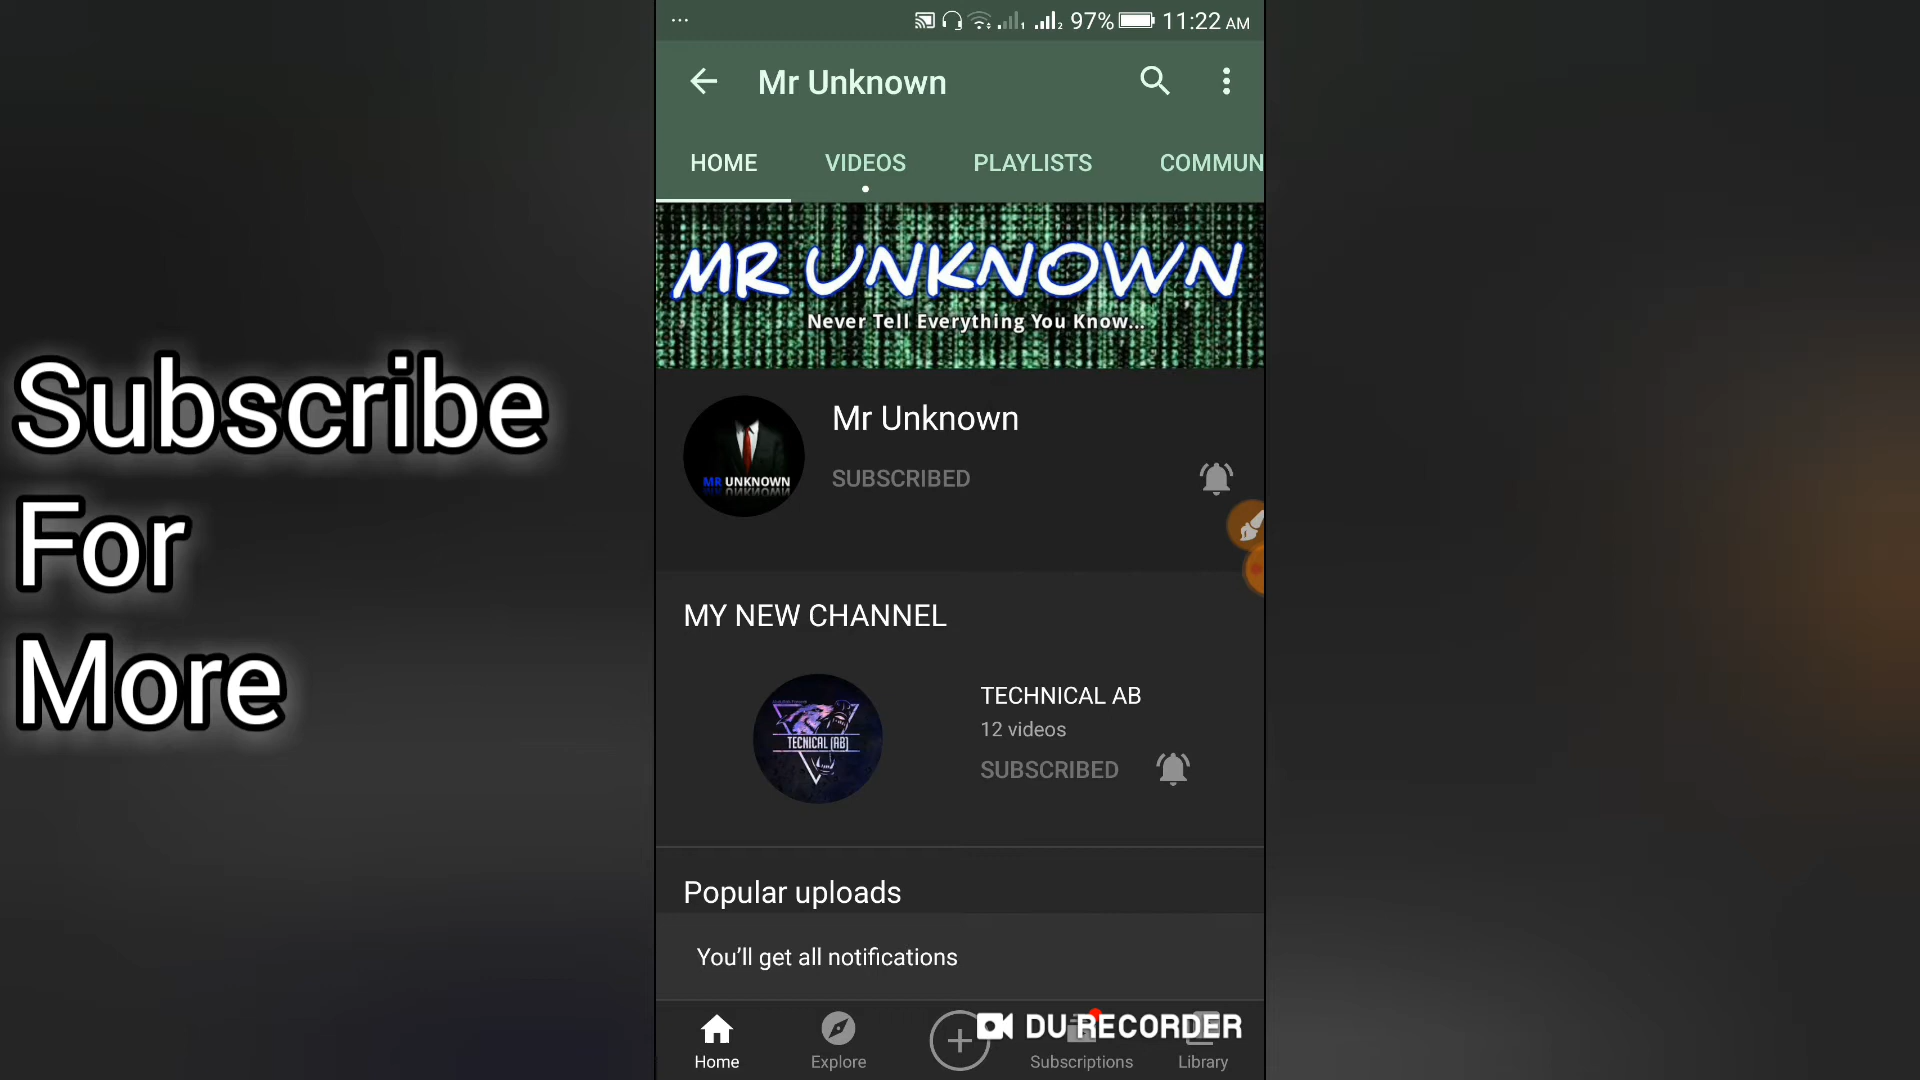 Subscribe
For
More
... 97% 11:22 AM
Mr Unknown
HOME VIDEOS PLAYLISTS COMMUN
MR UNKNOWN
Never Tell Everything You Know...
Mr Unknown
SUBSCRIBED
MR UNKNOWN
MY NEW CHANNEL
TECHNICAL AB
12 videos
SUBSCRIBED
TECNICAL (AB)
Popular uploads
You’ll get all notifications
DU RECORDER
Home Explore Subscriptions Library